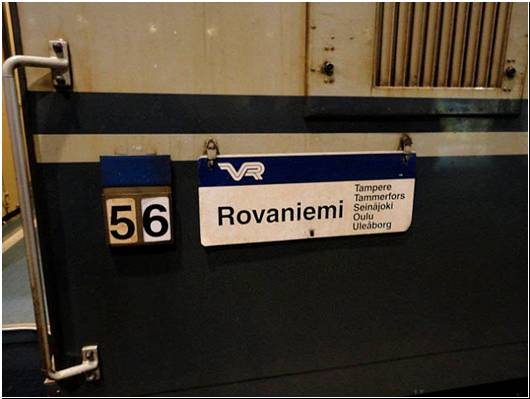 VR
56
Rovaniemi
Tampere
Tammerfors
Seinäjoki
Oulu
Uleåborg